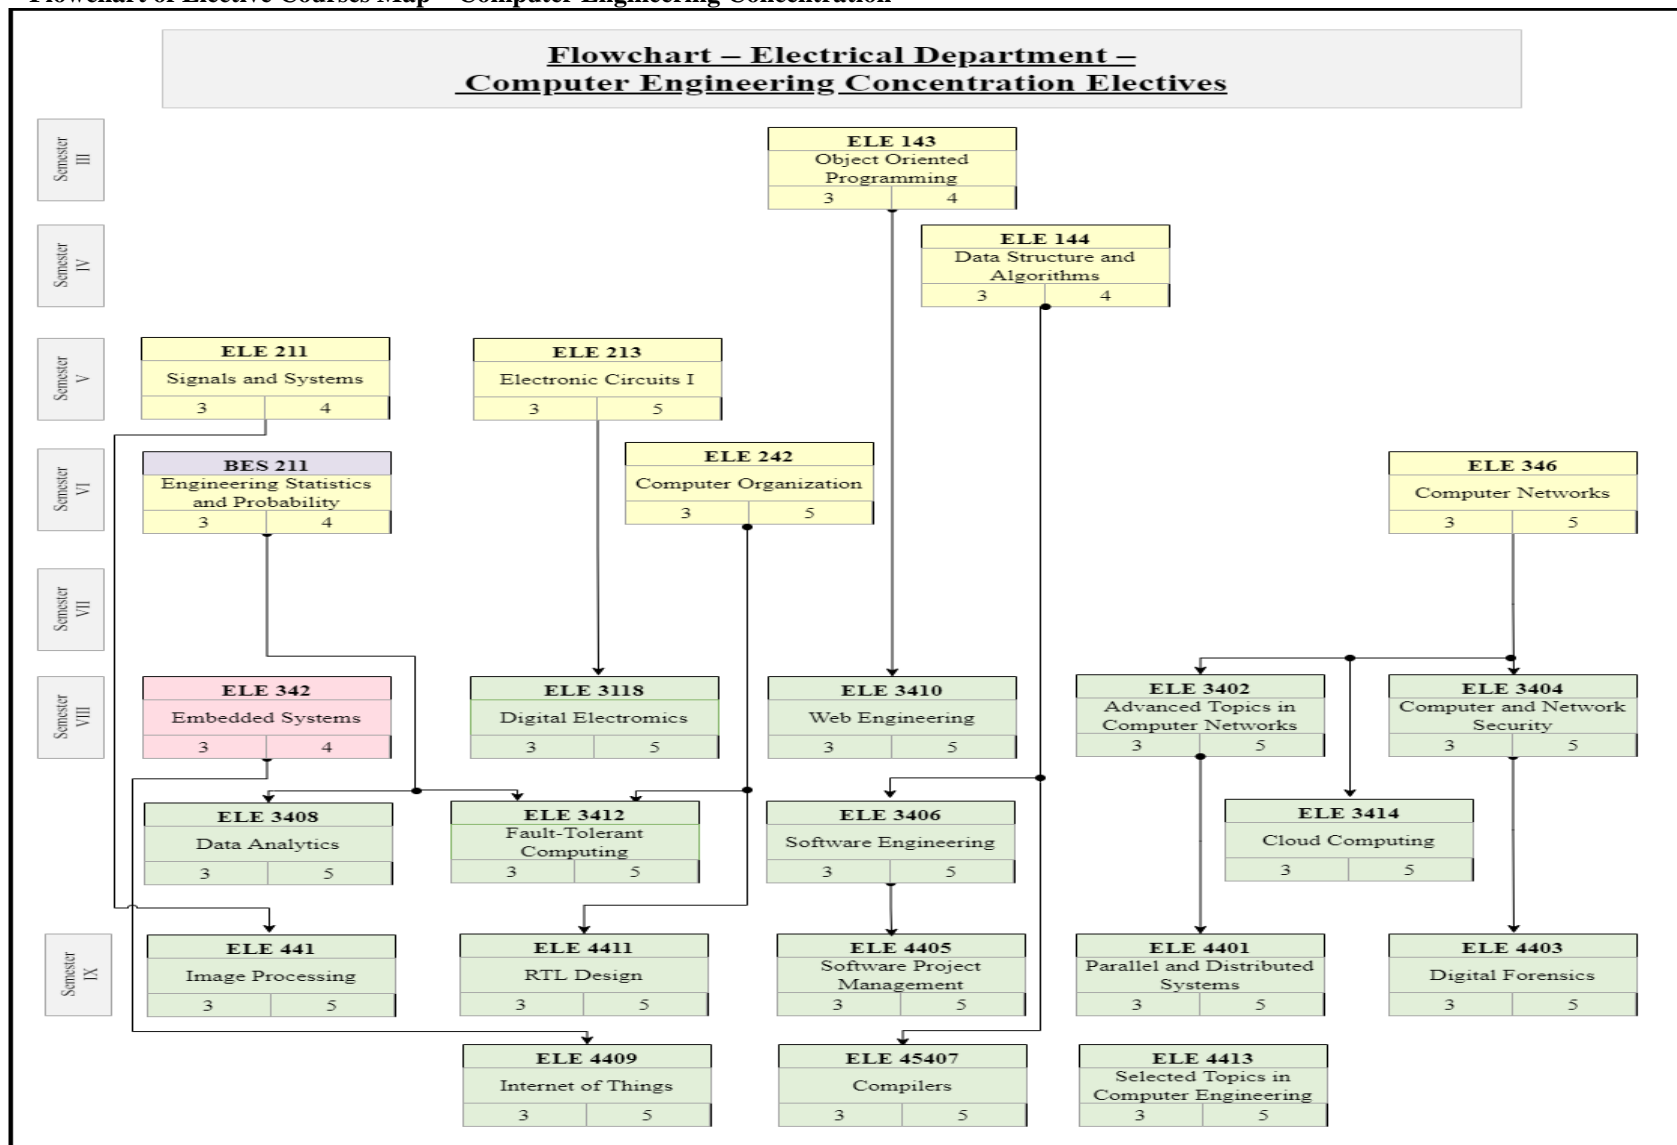 Flowchart of Elective Courses Map – Computer Engineering Concentration
Flowchart – Electrical Department –
Computer Engineering Concentration Electives
Semester
III
ELE 143
Object Oriented
Programming
3 4
Semester
IV
ELE 144
Data Structure and
Algorithms
3 4
Semester
V
ELE 211
Signals and Systems
3 4
ELE 213
Electronic Circuits I
3 5
Semester
VI
BES 211
Engineering Statistics
and Probability
3 4
ELE 242
Computer Organization
3 5
ELE 346
Computer Networks
3 5
Semester
VII
Semester
VIII
ELE 342
Embedded Systems
3 4
ELE 3118
Digital Electromics
3 5
ELE 3410
Web Engineering
3 5
ELE 3402
Advanced Topics in
Computer Networks
3 5
ELE 3404
Computer and Network
Security
3 5
ELE 3408
Data Analytics
3 5
ELE 3412
Fault-Tolerant
Computing
3 5
ELE 3406
Software Engineering
3 5
ELE 3414
Cloud Computing
3 5
Semester
IX
ELE 441
Image Processing
3 5
ELE 4411
RTL Design
3 5
ELE 4405
Software Project
Management
3 5
ELE 4401
Parallel and Distributed
Systems
3 5
ELE 4403
Digital Forensics
3 5
ELE 4409
Internet of Things
3 5
ELE 45407
Compilers
3 5
ELE 4413
Selected Topics in
Computer Engineering
3 5